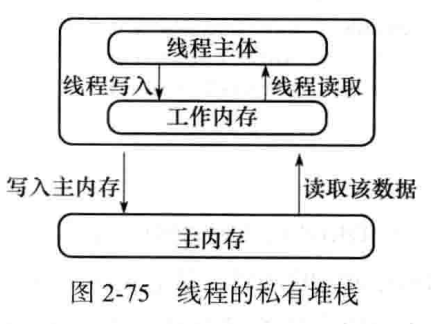 线程主体
线程写入
线程读取
工作内存
写入主内存
读取该数据
主内存
图 2-75 线程的私有堆栈